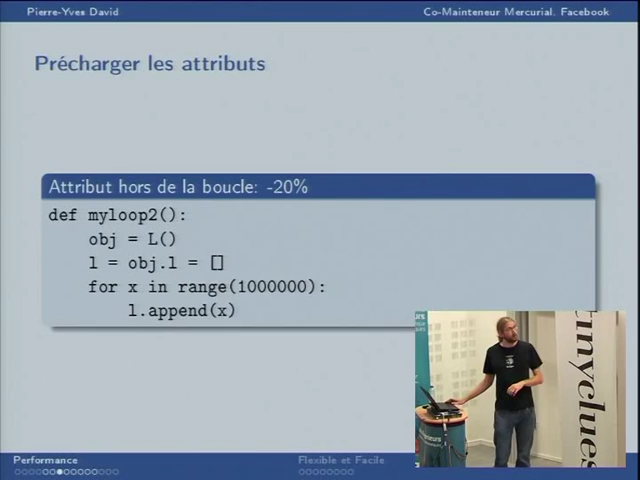 Pierre-Yves David
Co-Mainteneur Mercurial. Facebook
Précharger les attributs
Attribut hors de la boucle: -20%
def myloop2():
obj = L()
l = obj.l = []
for x in range(1000000):
l.append(x)
tinyclues
Performance
Flexible et Facile